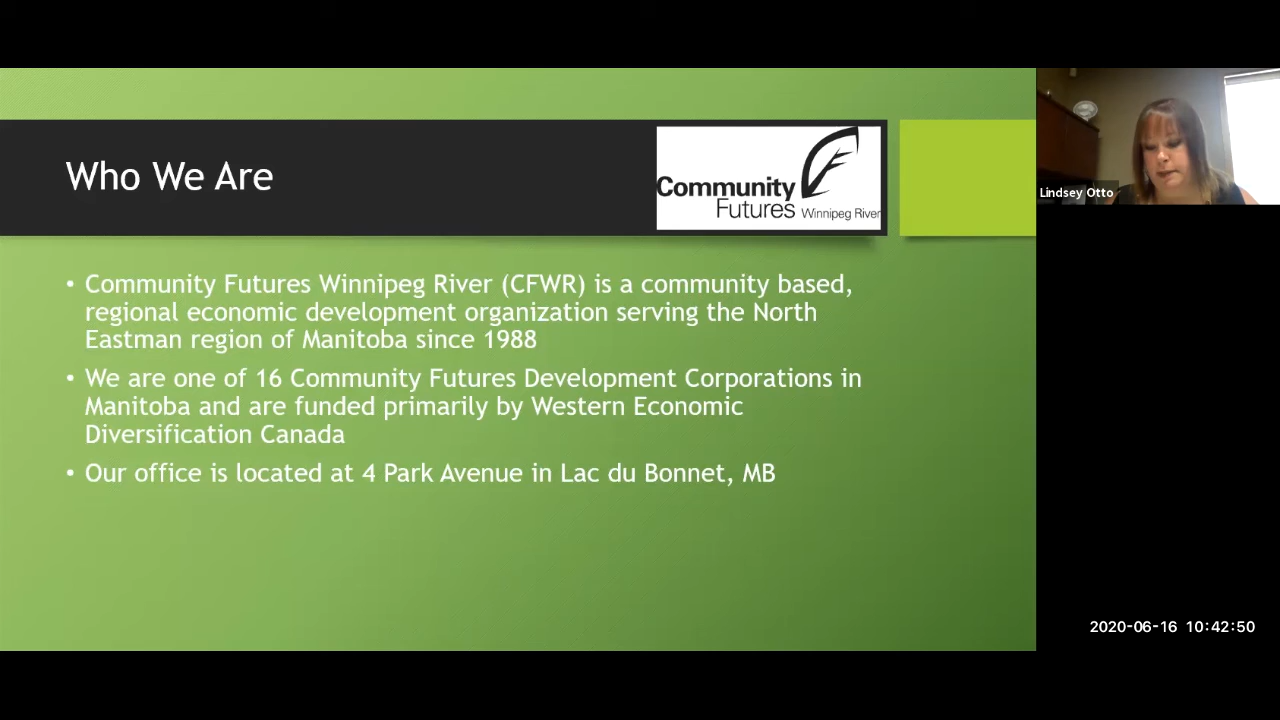 Who We Are
Community
Futures Winnipeg River
• Community Futures Winnipeg River (CFWR) is a community based,
regional economic development organization serving the North
Eastman region of Manitoba since 1988
• We are one of 16 Community Futures Development Corporations in
Manitoba and are funded primarily by Western Economic
Diversification Canada
• Our office is located at 4 Park Avenue in Lac du Bonnet, MB
Lindsey Otto
2020-06-16 10:42:50